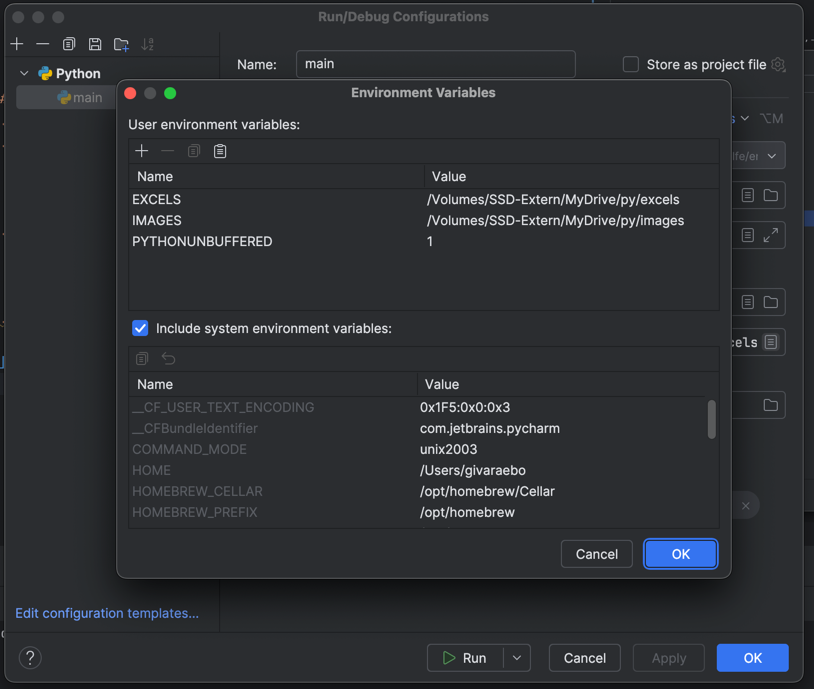 Run/Debug Configurations
Name: main
Store as project file
Python
main
Environment Variables
User environment variables:
Name Value
EXCELS /Volumes/SSD-Extern/MyDrive/py/excels
IMAGES /Volumes/SSD-Extern/MyDrive/py/images
PYTHONUNBUFFERED 1
Include system environment variables:
Name Value
__CF_USER_TEXT_ENCODING 0x1F5:0x0:0x3
__CFBundleIdentifier com.jetbrains.pycharm
COMMAND_MODE unix2003
HOME /Users/givaraebo
HOMEBREW_CELLAR /opt/homebrew/Cellar
HOMEBREW_PREFIX /opt/homebrew
Cancel OK
⌥M
cels
Edit configuration templates...
? Run Cancel Apply OK